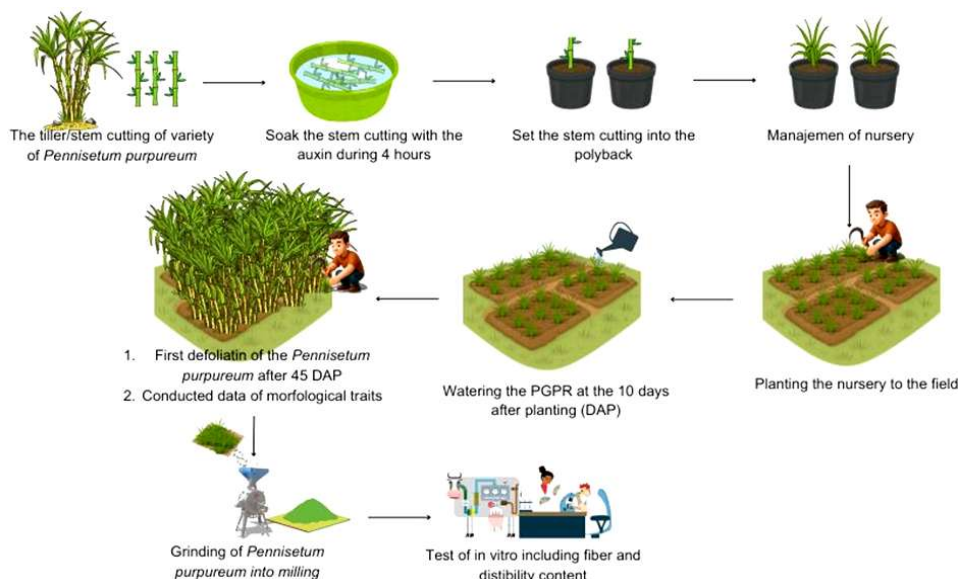 The tiller/stem cutting of variety
of Pennisetum purpureum
Soak the stem cutting with the
auxin during 4 hours
Set the stem cutting into the
polyback
Manajemen of nursery
1. First defoliatin of the Pennisetum
purpureum after 45 DAP
2. Conducted data of morfological traits
Watering the PGPR at the 10 days
after planting (DAP)
Planting the nursery to the field
Grinding of Pennisetum
purpureum into milling
Test of in vitro including fiber and
distibility content